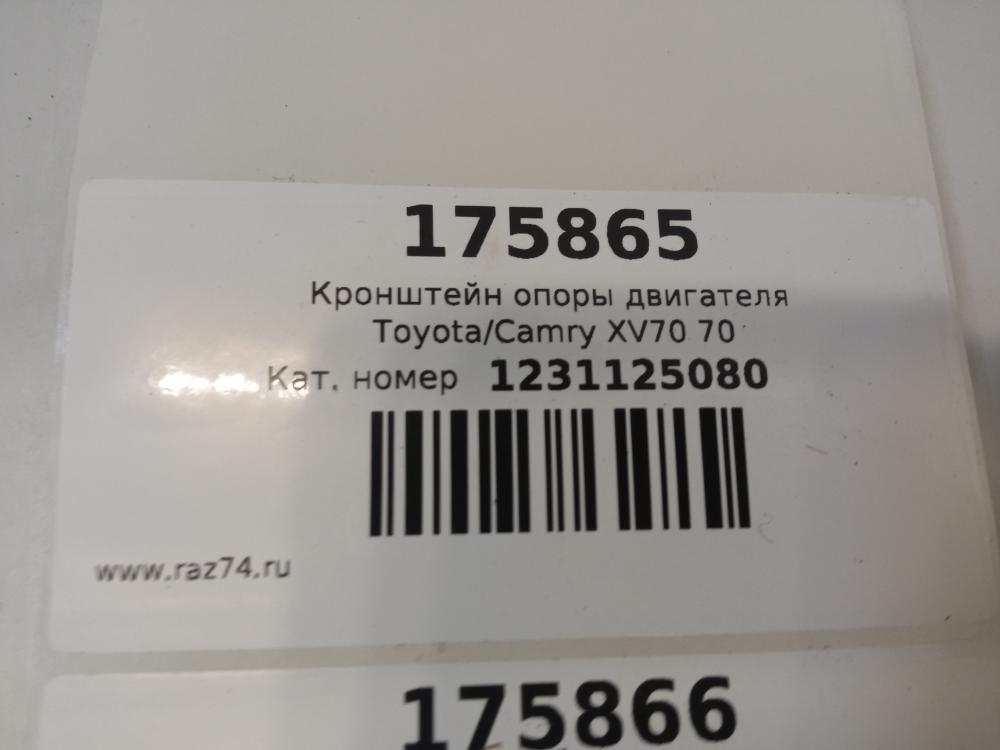 175865
Кронштейн опоры двигателя
Toyota/Camry XV70 70
Кат. номер 1231125080
www.raz74.ru
175866